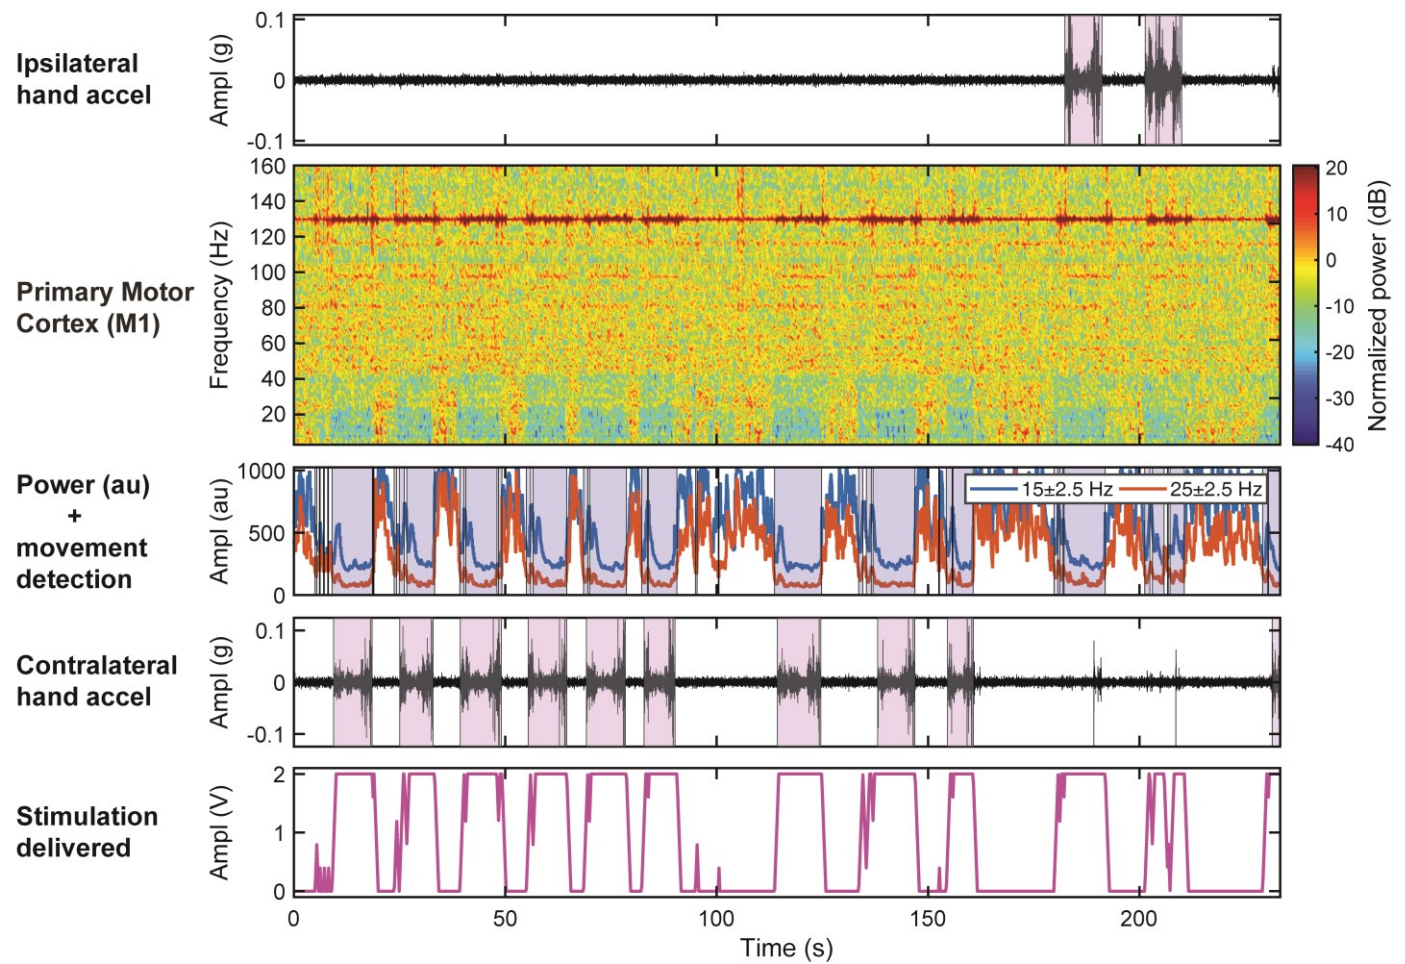 Ipsilateral
hand accel
Ampl (g)
0.1
0
-0.1
Primary Motor
Cortex (M1)
Frequency (Hz)
160
140
120
100
80
60
40
20
20
10
0
-10
-20
-30
-40
Normalized power (dB)
Power (au)
+
movement
detection
Ampl (au)
1000
500
0
15±2.5 Hz 25±2.5 Hz
Contralateral
hand accel
Ampl (g)
0.1
0
-0.1
Stimulation
delivered
Ampl (V)
2
1
0
0 50 100 150 200
Time (s)